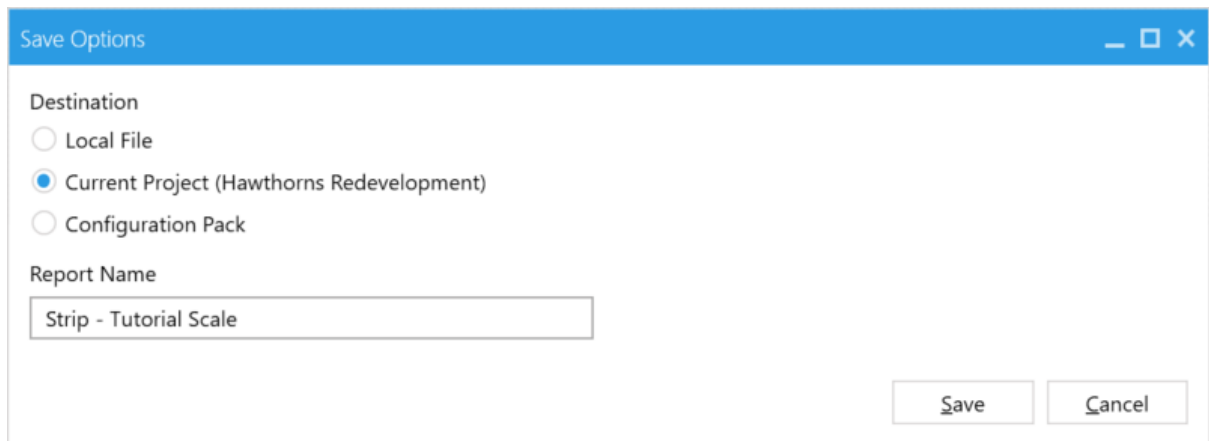 Save Options
Destination
Local File
Current Project (Hawthorns Redevelopment)
Configuration Pack
Report Name
Strip - Tutorial Scale
Save Cancel